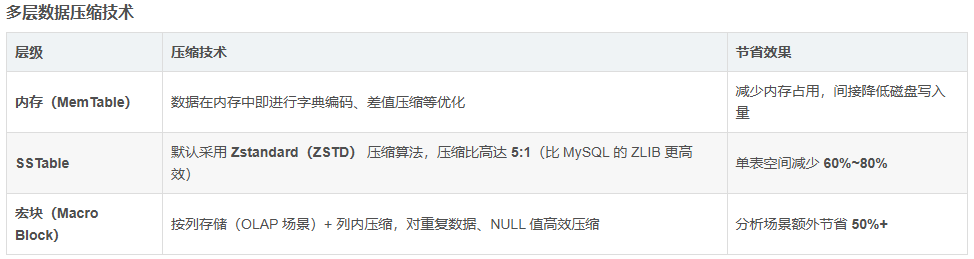 多层数据压缩技术
层级 压缩技术 节省效果
内存（MemTable） 数据在内存中即进行字典编码、差值压缩等优化 减少内存占用，间接降低磁盘写入
量
SSTable 默认采用 Zstandard（ZSTD） 压缩算法，压缩比高达 5:1（比 MySQL 的 ZLIB 更高
效） 单表空间减少 60%~80%
宏块（Macro
Block） 按列存储（OLAP 场景）+ 列内压缩，对重复数据、NULL 值高效压缩 分析场景额外节省 50%+